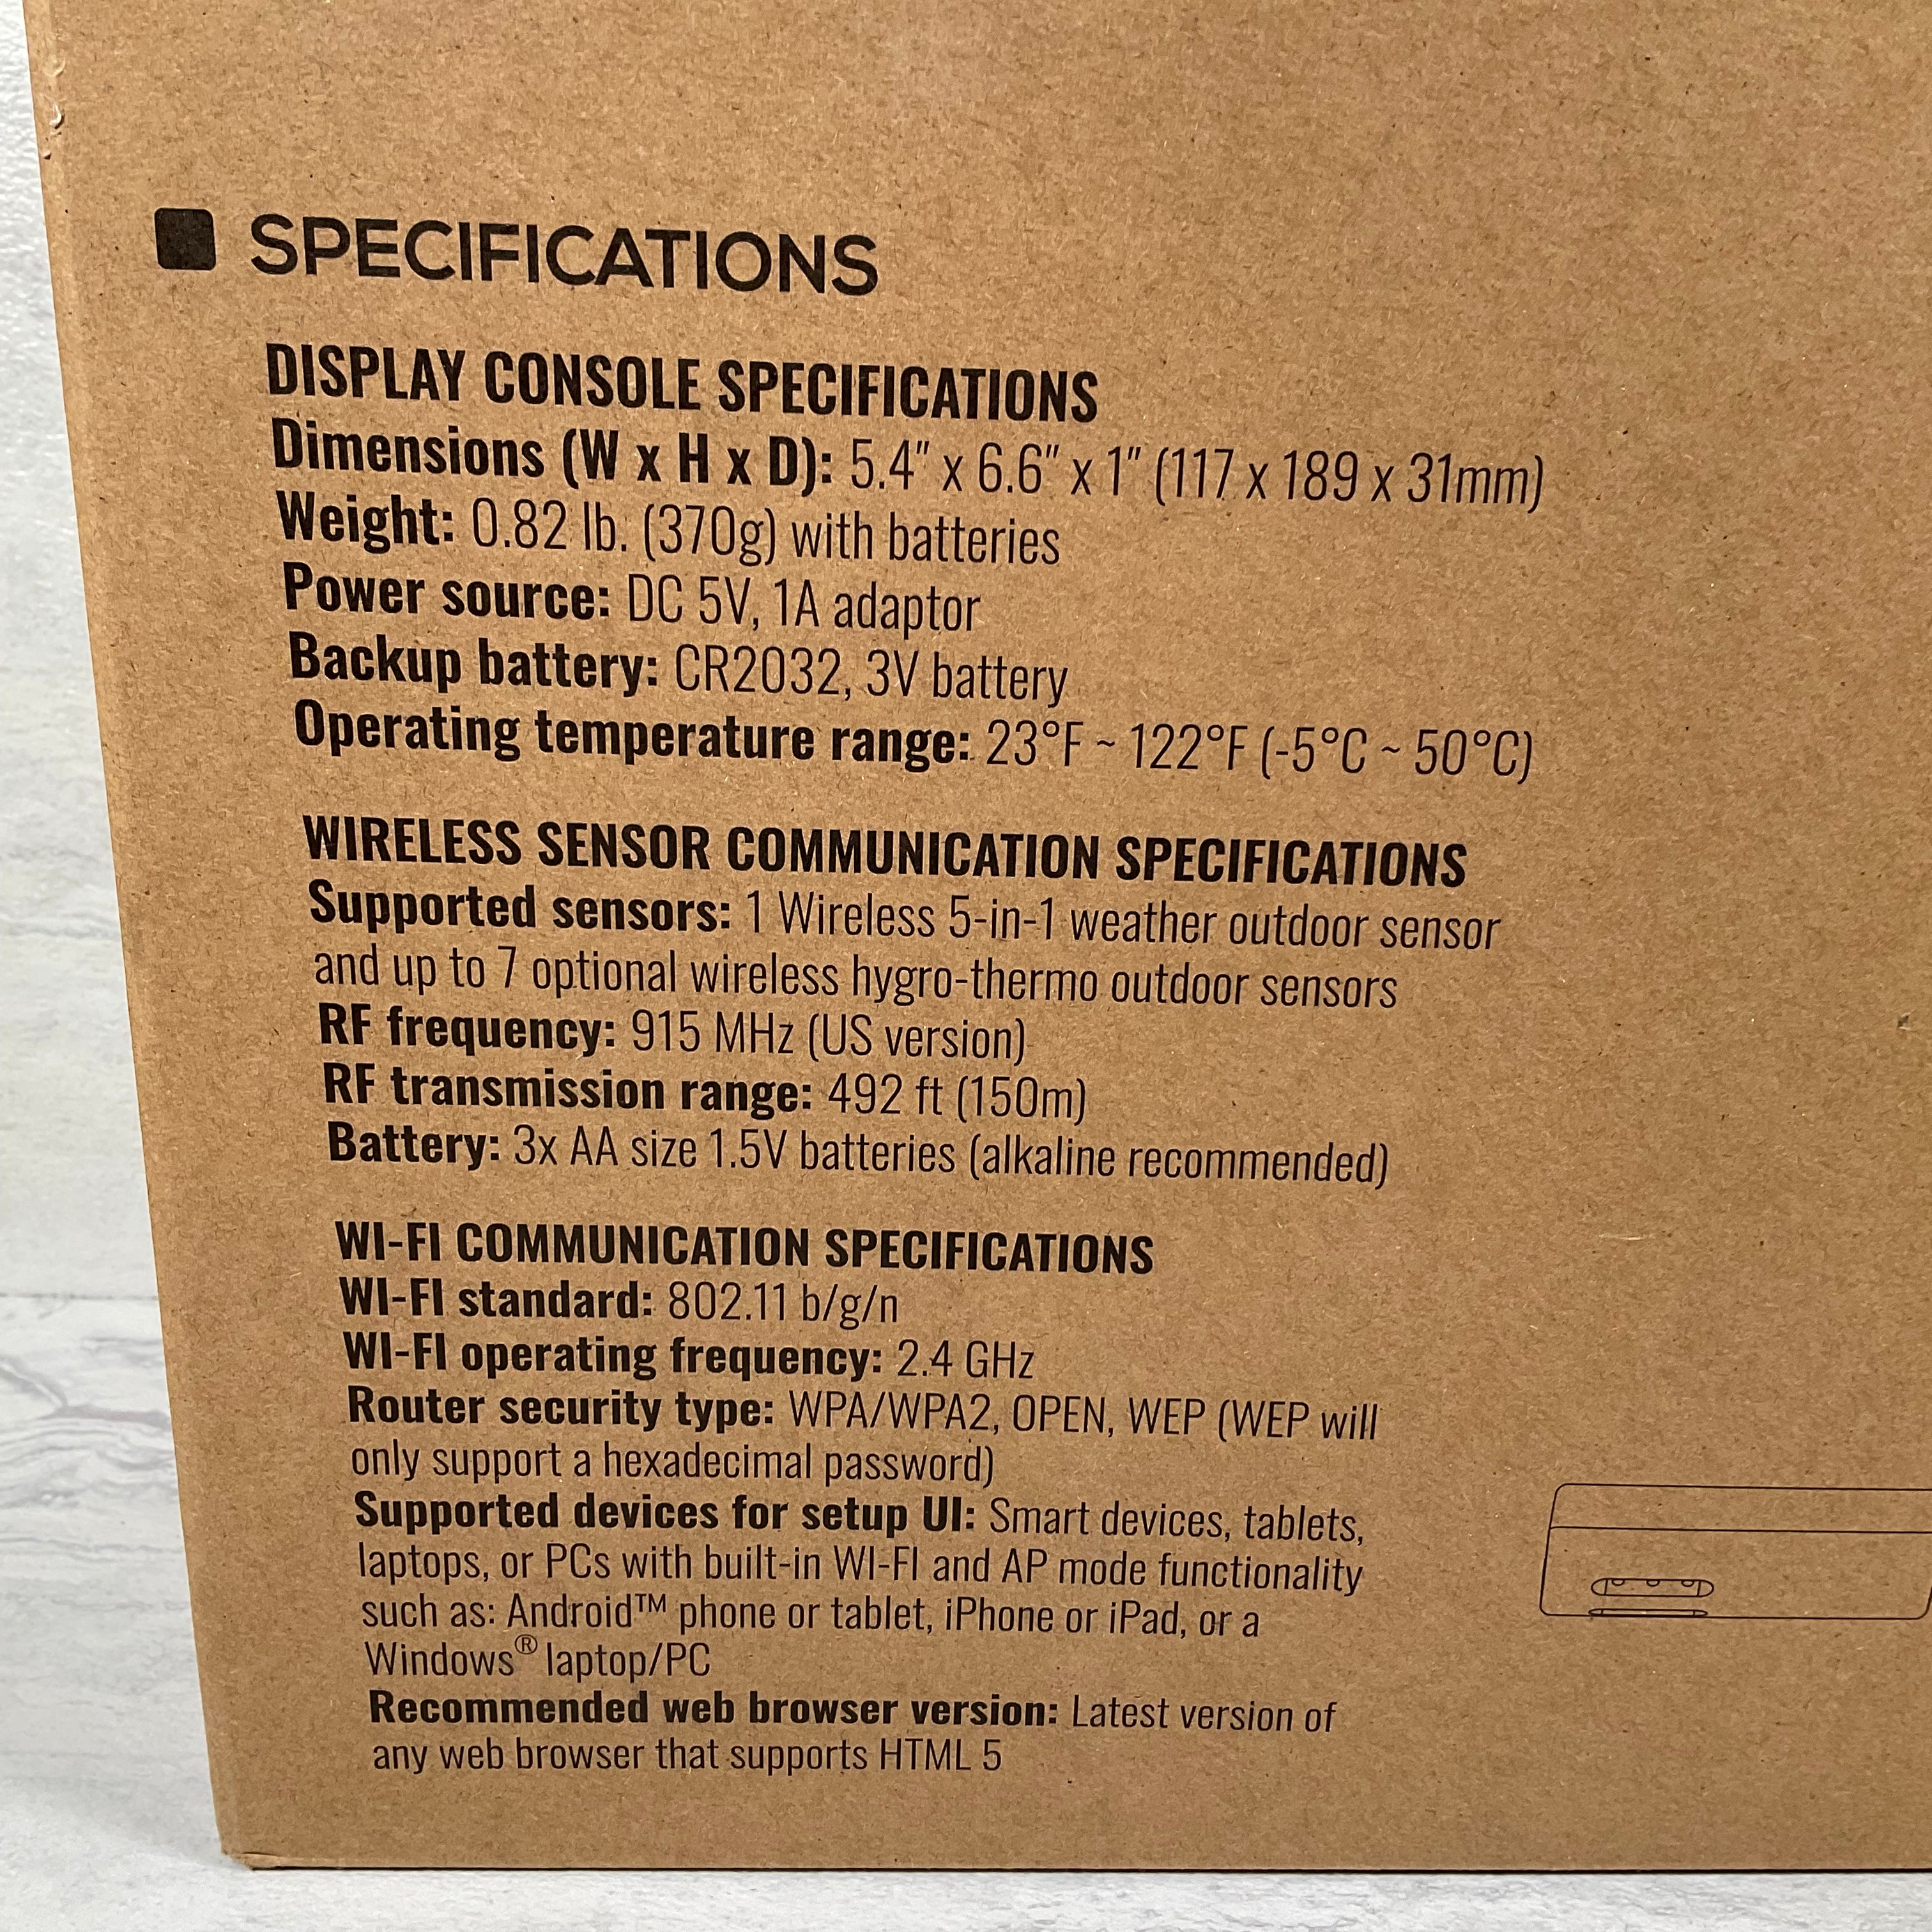 SPECIFICATIONS
DISPLAY CONSOLE SPECIFICATIONS
Dimensions (W x H x D): 5.4" x 6.6" x 1" (117 x 189 x 31mm)
Weight: 0.82 lb. (370g) with batteries
Power source: DC 5V, 1A adaptor
Backup battery: CR2032, 3V battery
Operating temperature range: 23°F ~ 122°F (-5°C ~ 50°C)
WIRELESS SENSOR COMMUNICATION SPECIFICATIONS
Supported sensors: 1 Wireless 5-in-1 weather outdoor sensor
and up to 7 optional wireless hygro-thermo outdoor sensors
RF frequency: 915 MHz (US version)
RF transmission range: 492 ft (150m)
Battery: 3x AA size 1.5V batteries (alkaline recommended)
WI-FI COMMUNICATION SPECIFICATIONS
WI-FI standard: 802.11 b/g/n
WI-FI operating frequency: 2.4 GHz
Router security type: WPA/WPA2, OPEN, WEP (WEP will
only support a hexadecimal password)
Supported devices for setup UI: Smart devices, tablets,
laptops, or PCs with built-in WI-FI and AP mode functionality
such as: Android™ phone or tablet, iPhone or iPad, or a
Windows® laptop/PC
Recommended web browser version: Latest version of
any web browser that supports HTML 5